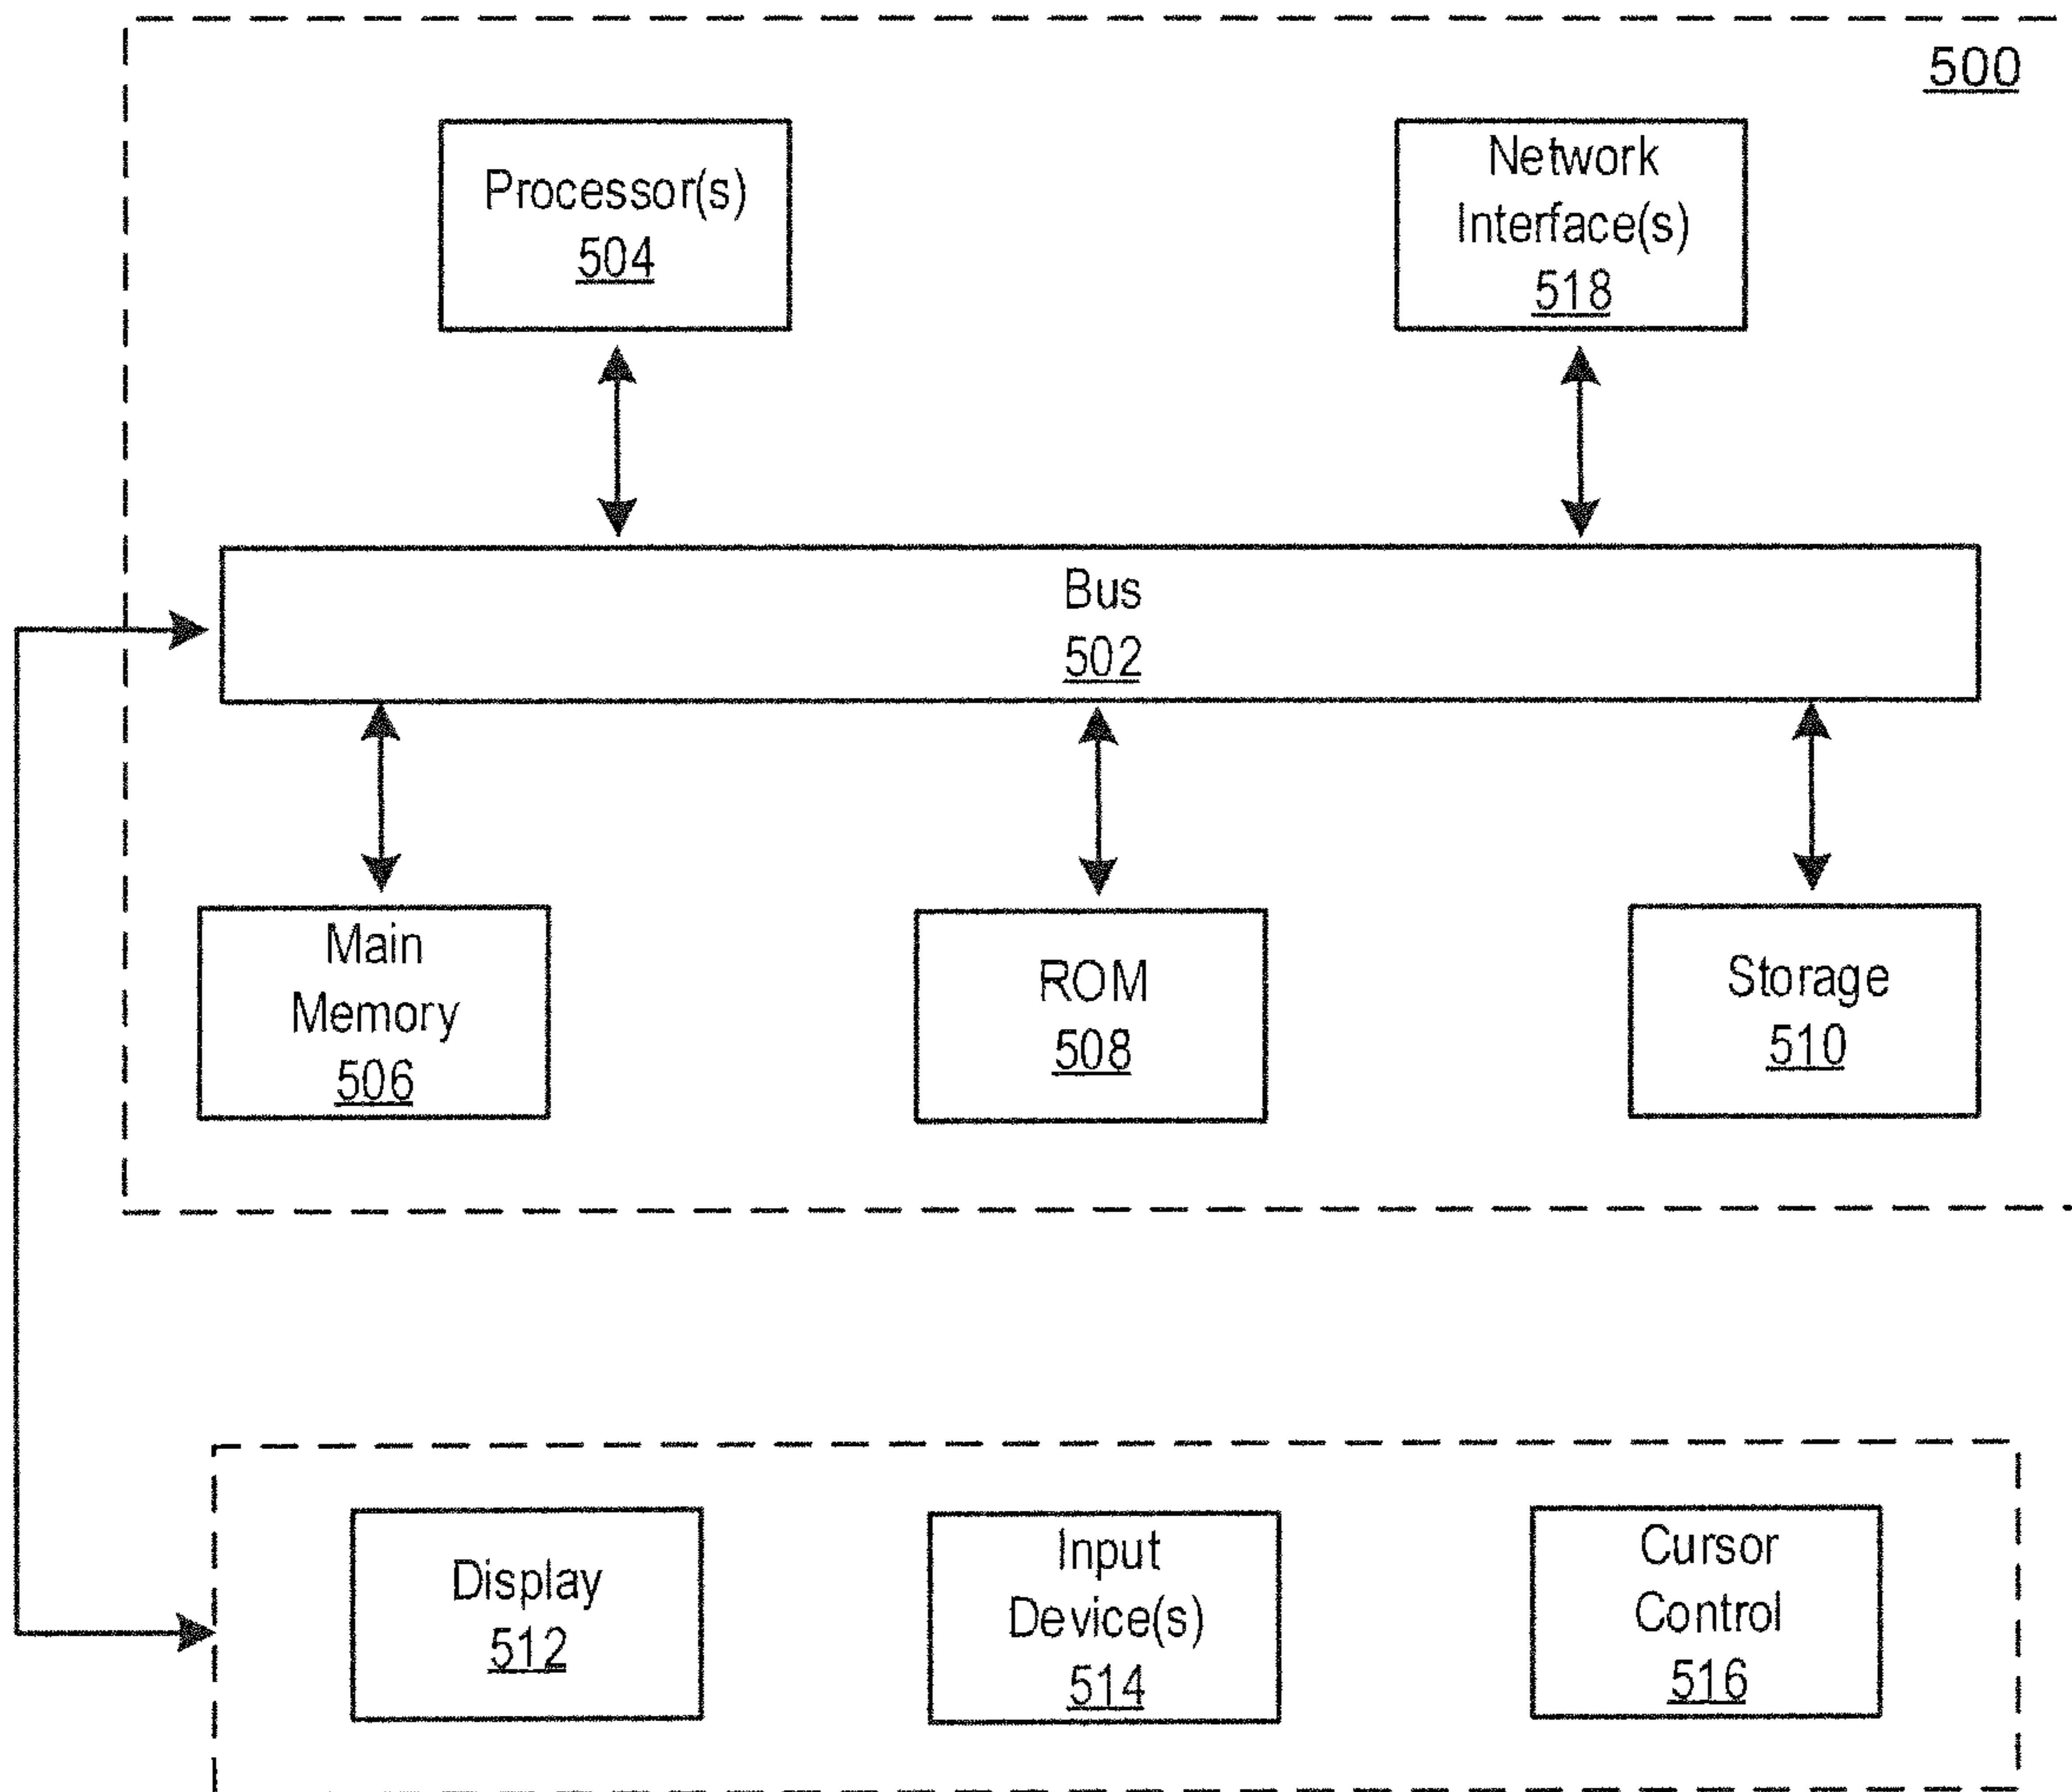 500
Processor(s)
504
Network
Interface(s)
518
Bus
502
Main
Memory
506
ROM
508
Storage
510
Display
512
Input
Device(s)
514
Cursor
Control
516